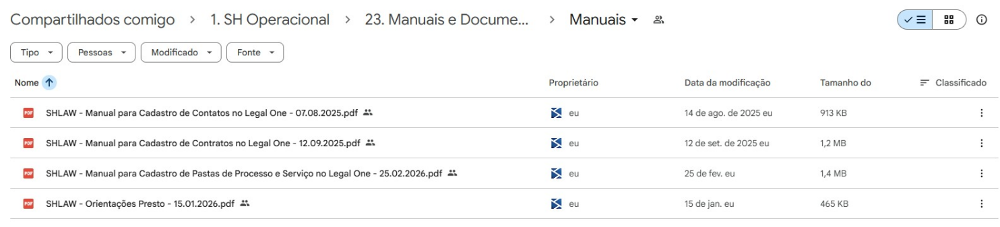 Compartilhados comigo > 1. SH Operacional > 23. Manuais e Docume... > Manuais
Tipo Pessoas Modificado Fonte
Nome Proprietário Data da modificação Tamanho do Classificado
PDF SHLAW - Manual para Cadastro de Contatos no Legal One - 07.08.2025.pdf eu 14 de ago. de 2025 eu 913 KB
PDF SHLAW - Manual para Cadastro de Contratos no Legal One - 12.09.2025.pdf eu 12 de set. de 2025 eu 1,2 MB
PDF SHLAW - Manual para Cadastro de Pastas de Processo e Serviço no Legal One - 25.02.2026.pdf eu 25 de fev. eu 1,4 MB
PDF SHLAW - Orientações Presto - 15.01.2026.pdf eu 15 de jan. eu 465 KB